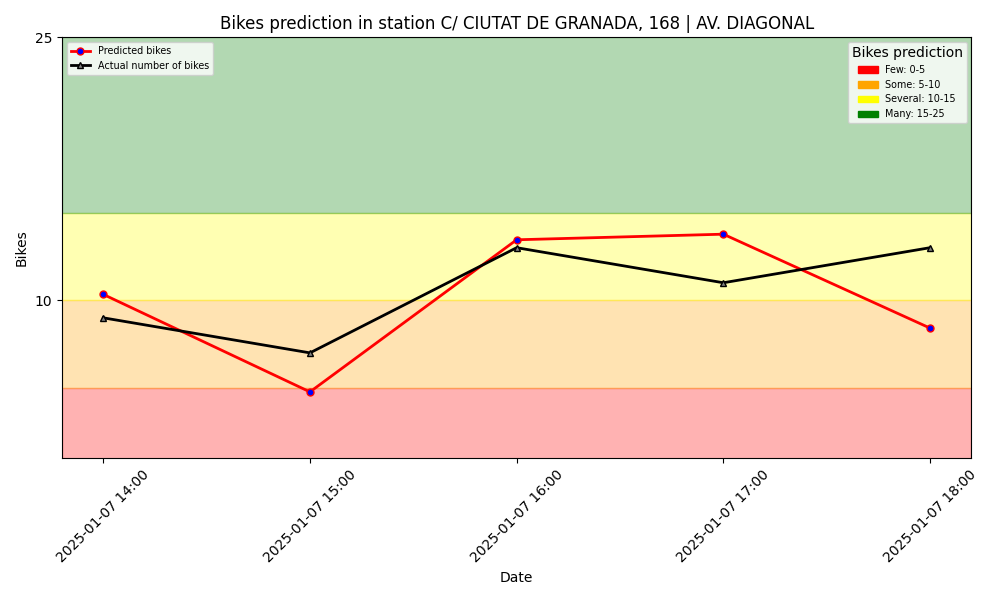 Bikes prediction in station C/ CIUTAT DE GRANADA, 168 | AV. DIAGONAL
25
Predicted bikes
Actual number of bikes
Bikes prediction
Few: 0-5
Some: 5-10
Several: 10-15
Many: 15-25
Bikes
10
2025-01-07 14:00
2025-01-07 15:00
2025-01-07 16:00
2025-01-07 17:00
2025-01-07 18:00
Date